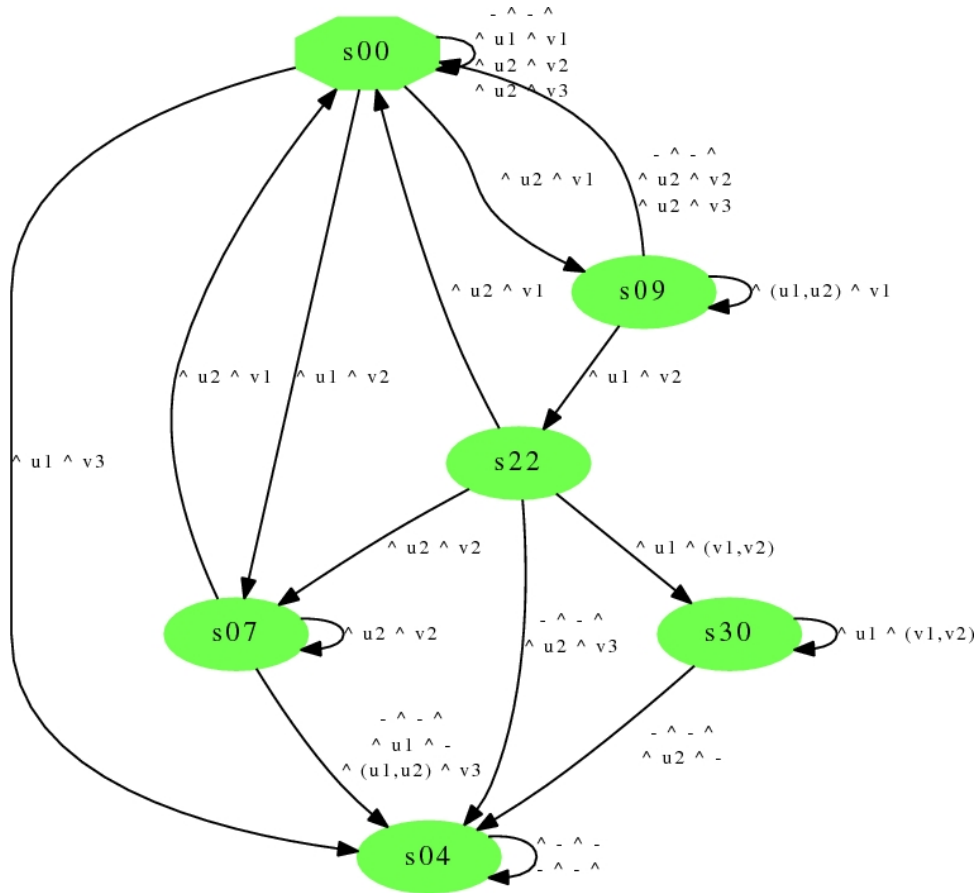 - ^ - ^
^ u1 ^ v1
^ u2 ^ v2
^ u2 ^ v3
s00
- ^ - ^
^ u2 ^ v2
^ u2 ^ v3
^ u2 ^ v1
s09
^ (u1,u2) ^ v1
^ u2 ^ v1
^ u2 ^ v1
^ u1 ^ v2
^ u1 ^ v2
^ u1 ^ v3
s22
^ u2 ^ v2
^ u1 ^ (v1,v2)
s07
^ u2 ^ v2
- ^ - ^
^ u2 ^ v3
s30
^ u1 ^ (v1,v2)
- ^ - ^
^ u1 ^ -
^ (u1,u2) ^ v3
- ^ - ^
^ u2 ^ -
s04
^ - ^ -
- ^ - ^